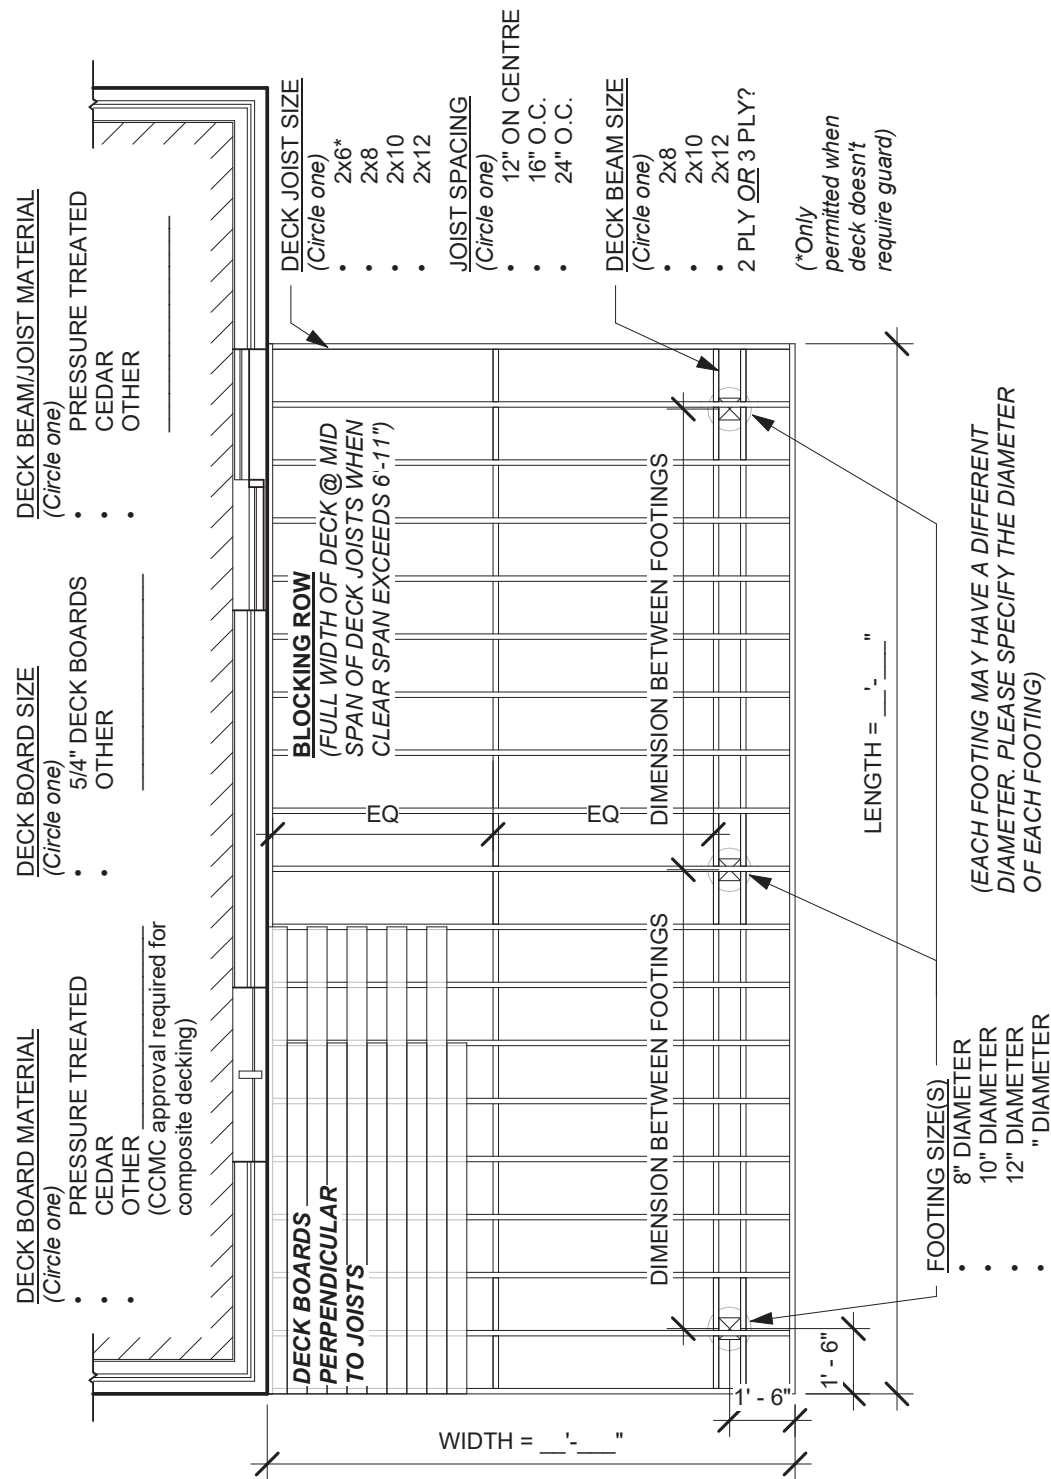 DECK BOARD MATERIAL
(Circle one)
• PRESSURE TREATED
• CEDAR
• OTHER ____________
(CCMC approval required for
composite decking)
DECK BOARD SIZE
(Circle one)
• 5/4" DECK BOARDS
• OTHER
____________
DECK BEAM/JOIST MATERIAL
(Circle one)
• PRESSURE TREATED
• CEDAR
• OTHER
____________
DECK BOARDS
PERPENDICULAR
TO JOISTS
BLOCKING ROW
(FULL WIDTH OF DECK @ MID
SPAN OF DECK JOISTS WHEN
CLEAR SPAN EXCEEDS 6'-11")
EQ
EQ
DIMENSION BETWEEN FOOTINGS
DIMENSION BETWEEN FOOTINGS
DECK JOIST SIZE
(Circle one)
• 2x6*
• 2x8
• 2x10
• 2x12
JOIST SPACING
(Circle one)
• 12" ON CENTRE
• 16" O.C.
• 24" O.C.
DECK BEAM SIZE
(Circle one)
• 2x8
• 2x10
• 2x12
2 PLY OR 3 PLY?
(*Only
permitted when
deck doesn't
require guard)
WIDTH = __'-___"
1' - 6"
1' - 6"
LENGTH = __'-___"
FOOTING SIZE(S)
• 8" DIAMETER
• 10" DIAMETER
• 12" DIAMETER
• " DIAMETER
(EACH FOOTING MAY HAVE A DIFFERENT
DIAMETER. PLEASE SPECIFY THE DIAMETER
OF EACH FOOTING)